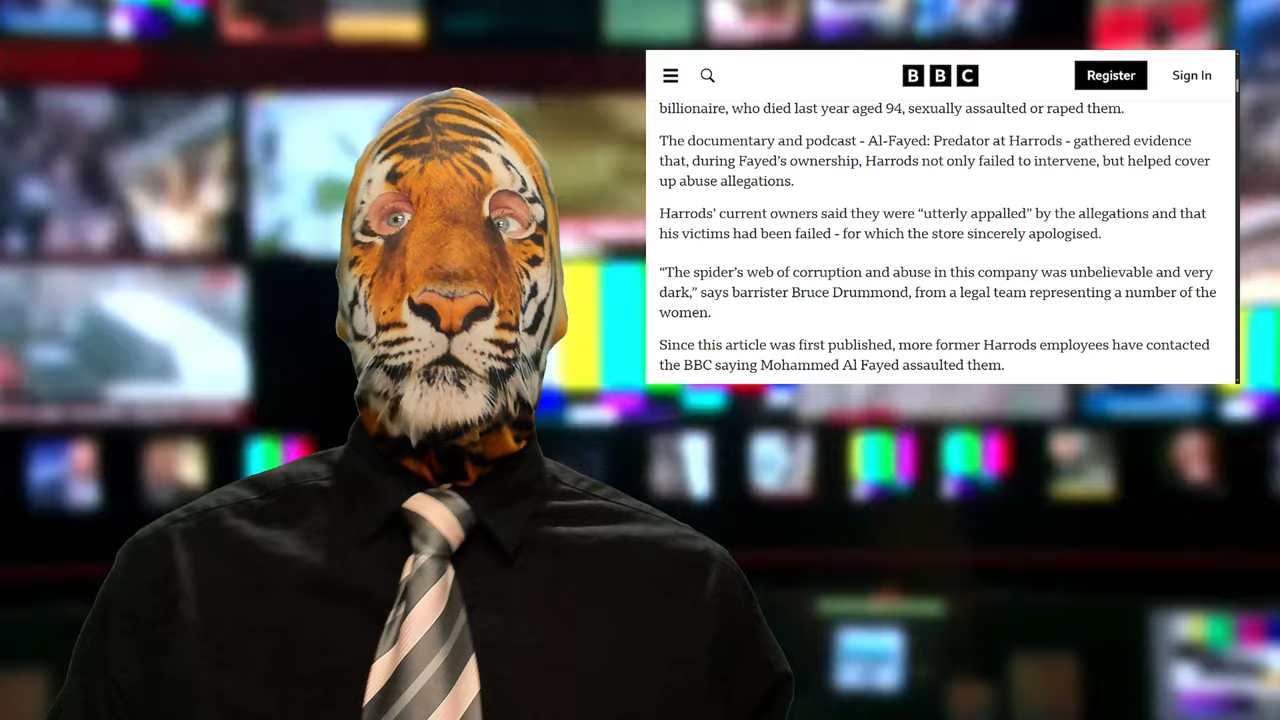 BBC
Register
Sign In
billionaire, who died last year aged 94, sexually assaulted or raped them.
The documentary and podcast - Al-Fayed: Predator at Harrods - gathered evidence
that, during Fayed’s ownership, Harrods not only failed to intervene, but helped cover
up abuse allegations.
Harrods’ current owners said they were “utterly appalled” by the allegations and that
his victims had been failed - for which the store sincerely apologised.
“The spider’s web of corruption and abuse in this company was unbelievable and very
dark,” says barrister Bruce Drummond, from a legal team representing a number of the
women.
Since this article was first published, more former Harrods employees have contacted
the BBC saying Mohammed Al Fayed assaulted them.